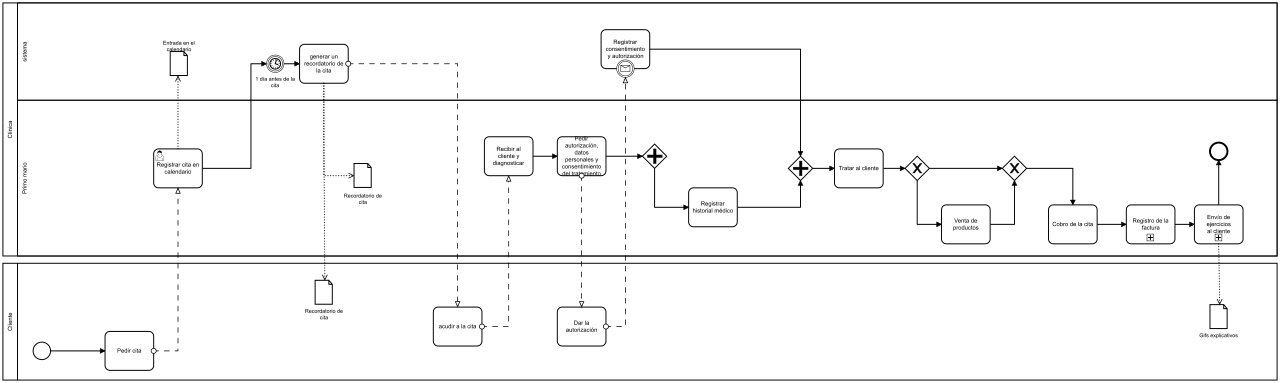 Clínica
sistema
Primo mario
Cliente
Entrada en el
calendario
1 día antes de la
cita
generar un
recordatorio de
la cita
Registrar
consentimiento
y autorización
Registrar cita en
calendario
Recordatorio de
cita
Recibir al
cliente y
diagnosticar
Pedir
autorización,
datos
personales y
consentimiento
del tratamiento
Registrar
historial médico
Tratar al cliente
Venta de
productos
Cobro de la cita
Registro de la
factura
Envío de
ejercicios
al cliente
Recordatorio de
cita
acudir a la cita
Dar la
autorización
Gifs explicativos
Pedir cita